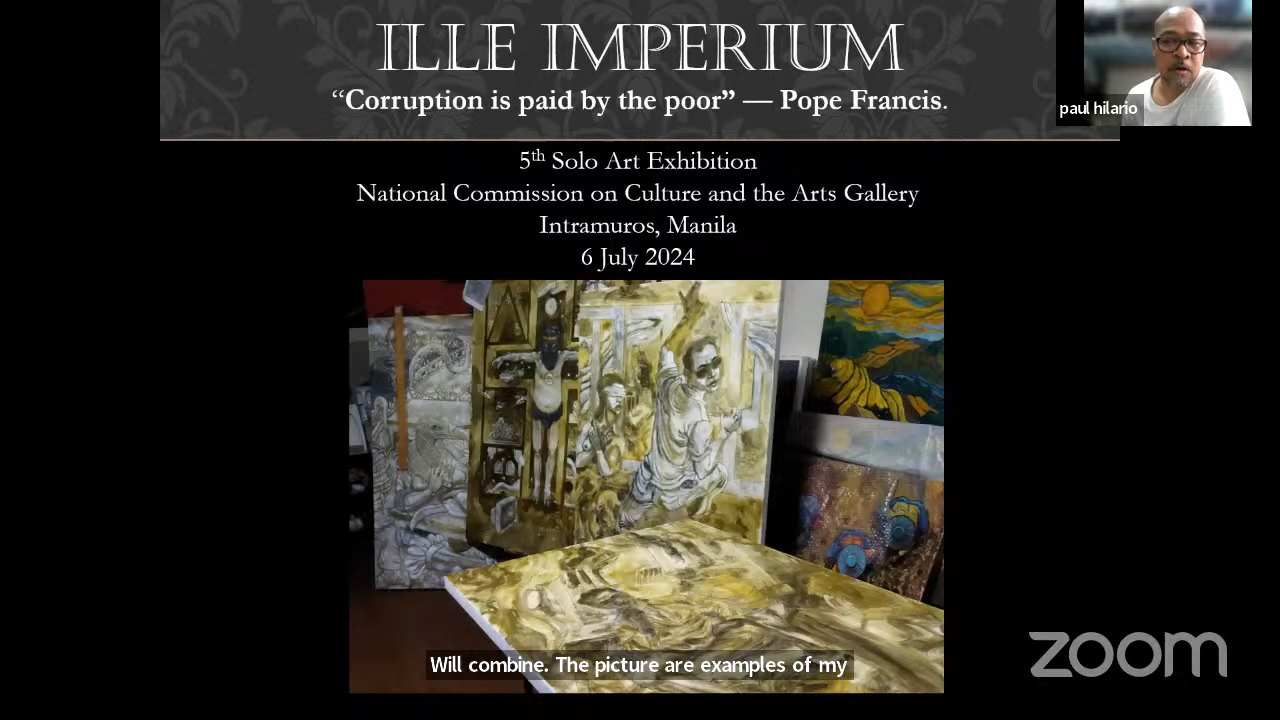 ILLE IMPERIUM
“Corruption is paid by the poor” — Pope Francis.
paul hilario
5th Solo Art Exhibition
National Commission on Culture and the Arts Gallery
Intramuros, Manila
6 July 2024
Will combine. The picture are examples of my
zoom